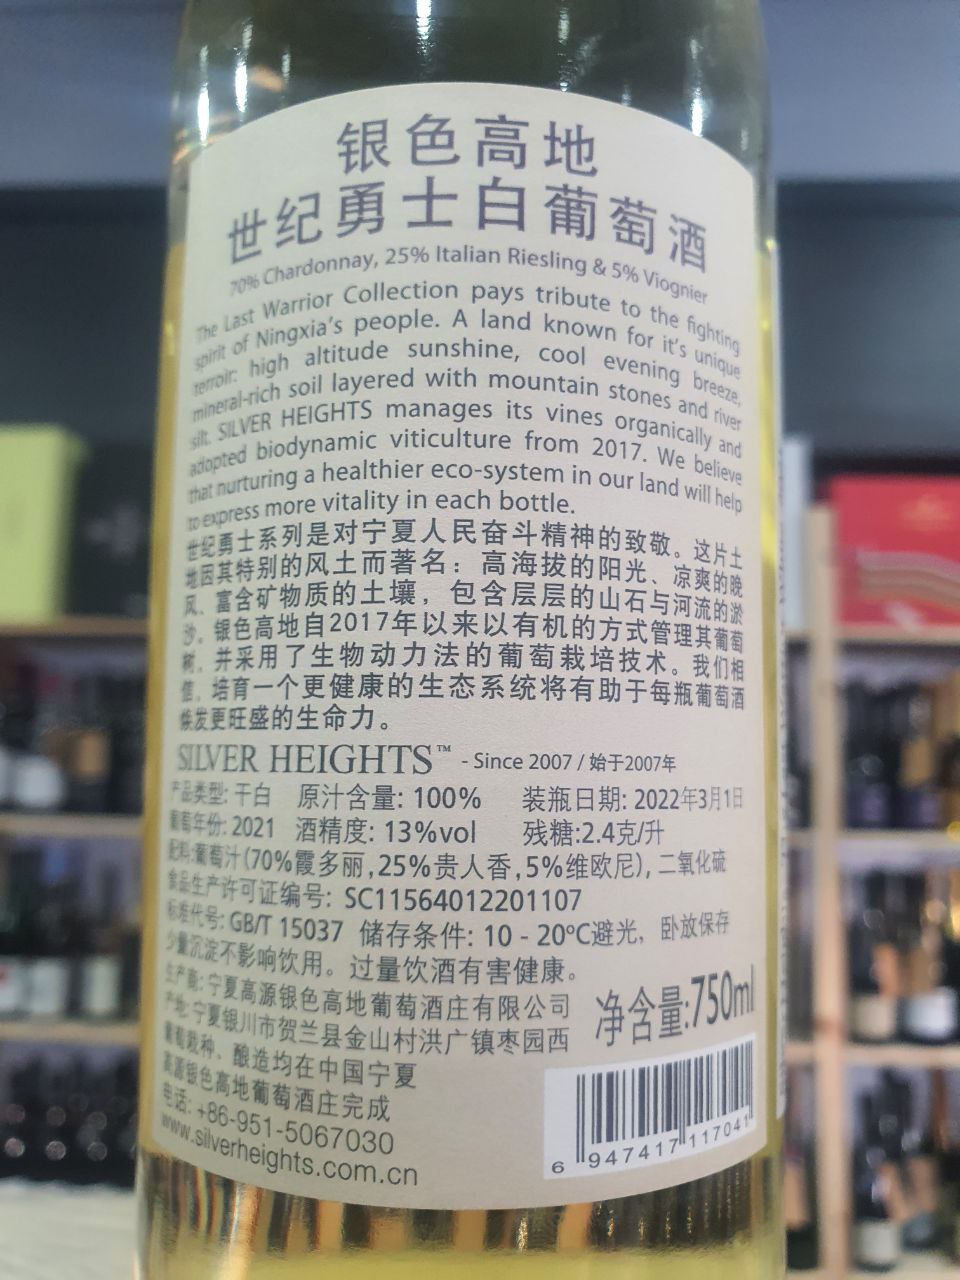 银色高地
世纪勇士白葡萄酒
70% Chardonnay, 25% Italian Riesling & 5% Viognier
The Last Warrior Collection pays tribute to the fighting
spirit of Ningxia's people. A land known for it's unique
terroir: high altitude sunshine, cool evening breeze,
mineral-rich soil layered with mountain stones and river
silt. SILVER HEIGHTS manages its vines organically and
adopted biodynamic viticulture from 2017. We believe
that nurturing a healthier eco-system in our land will help
to express more vitality in each bottle.
世纪勇士系列是对宁夏人民奋斗精神的致敬。这片土
地因其特别的风土而著名：高海拔的阳光、凉爽的晚
风、富含矿物质的土壤，包含层层的山石与河流的淤
沙。银色高地自2017年以来以有机的方式管理其葡萄
树，并采用了生物动力法的葡萄栽培技术。我们相
信，培育一个更健康的生态系统将有助于每瓶葡萄酒
焕发更旺盛的生命力。
SILVER HEIGHTS™ - Since 2007 / 始于2007年
产品类型: 干白 原汁含量: 100% 装瓶日期: 2022年3月1日
葡萄年份: 2021 酒精度: 13%vol 残糖:2.4克/升
配料:葡萄汁(70%霞多丽,25%贵人香,5%维欧尼), 二氧化硫
食品生产许可证编号: SC11564012201107
标准代号: GB/T 15037 储存条件: 10 - 20°C避光, 卧放保存
少量沉淀不影响饮用。过量饮酒有害健康。
生产商: 宁夏高源银色高地葡萄酒庄有限公司
产地: 宁夏银川市贺兰县金山村洪广镇枣园西
净含量:750ml
葡萄栽种、酿造均在中国宁夏
高源银色高地葡萄酒庄完成
电话: +86-951-5067030
www.silverheights.com.cn
6 947417 117041